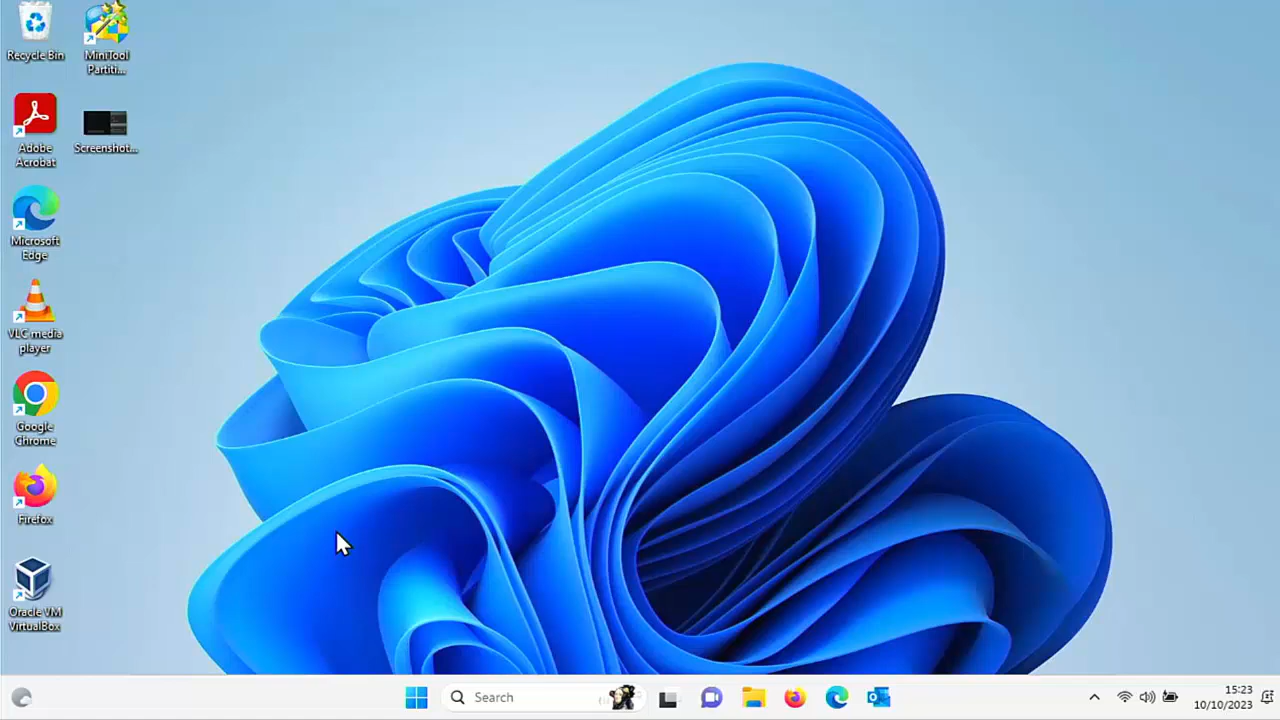 Recycle Bin
MiniTool
Partiti...
Adobe
Acrobat
Screenshot...
Microsoft
Edge
VLC media
player
Google
Chrome
Firefox
Oracle VM
VirtualBox
Search
15:23
10/10/2023